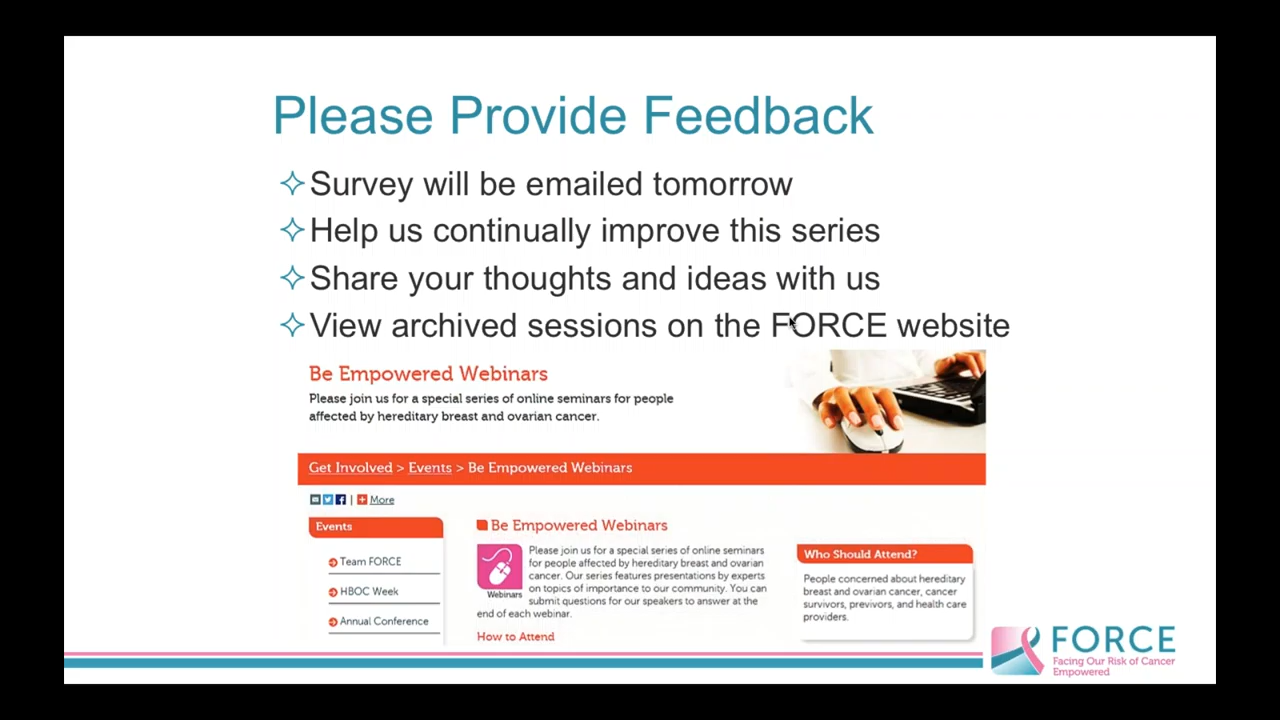 Please Provide Feedback
Survey will be emailed tomorrow
Help us continually improve this series
Share your thoughts and ideas with us
View archived sessions on the FORCE website
Be Empowered Webinars
Please join us for a special series of online seminars for people
affected by hereditary breast and ovarian cancer.
Get Involved > Events > Be Empowered Webinars
| More
Events
Team FORCE
HBOC Week
Annual Conference
Be Empowered Webinars
Webinars
Please join us for a special series of online seminars
for people affected by hereditary breast and ovarian
cancer. Our series features presentations by experts
on topics of importance to our community. You can
submit questions for our speakers to answer at the
end of each webinar.
How to Attend
Who Should Attend?
People concerned about hereditary
breast and ovarian cancer, cancer
survivors, previvors, and health care
providers.
FORCE
Facing Our Risk of Cancer
Empowered